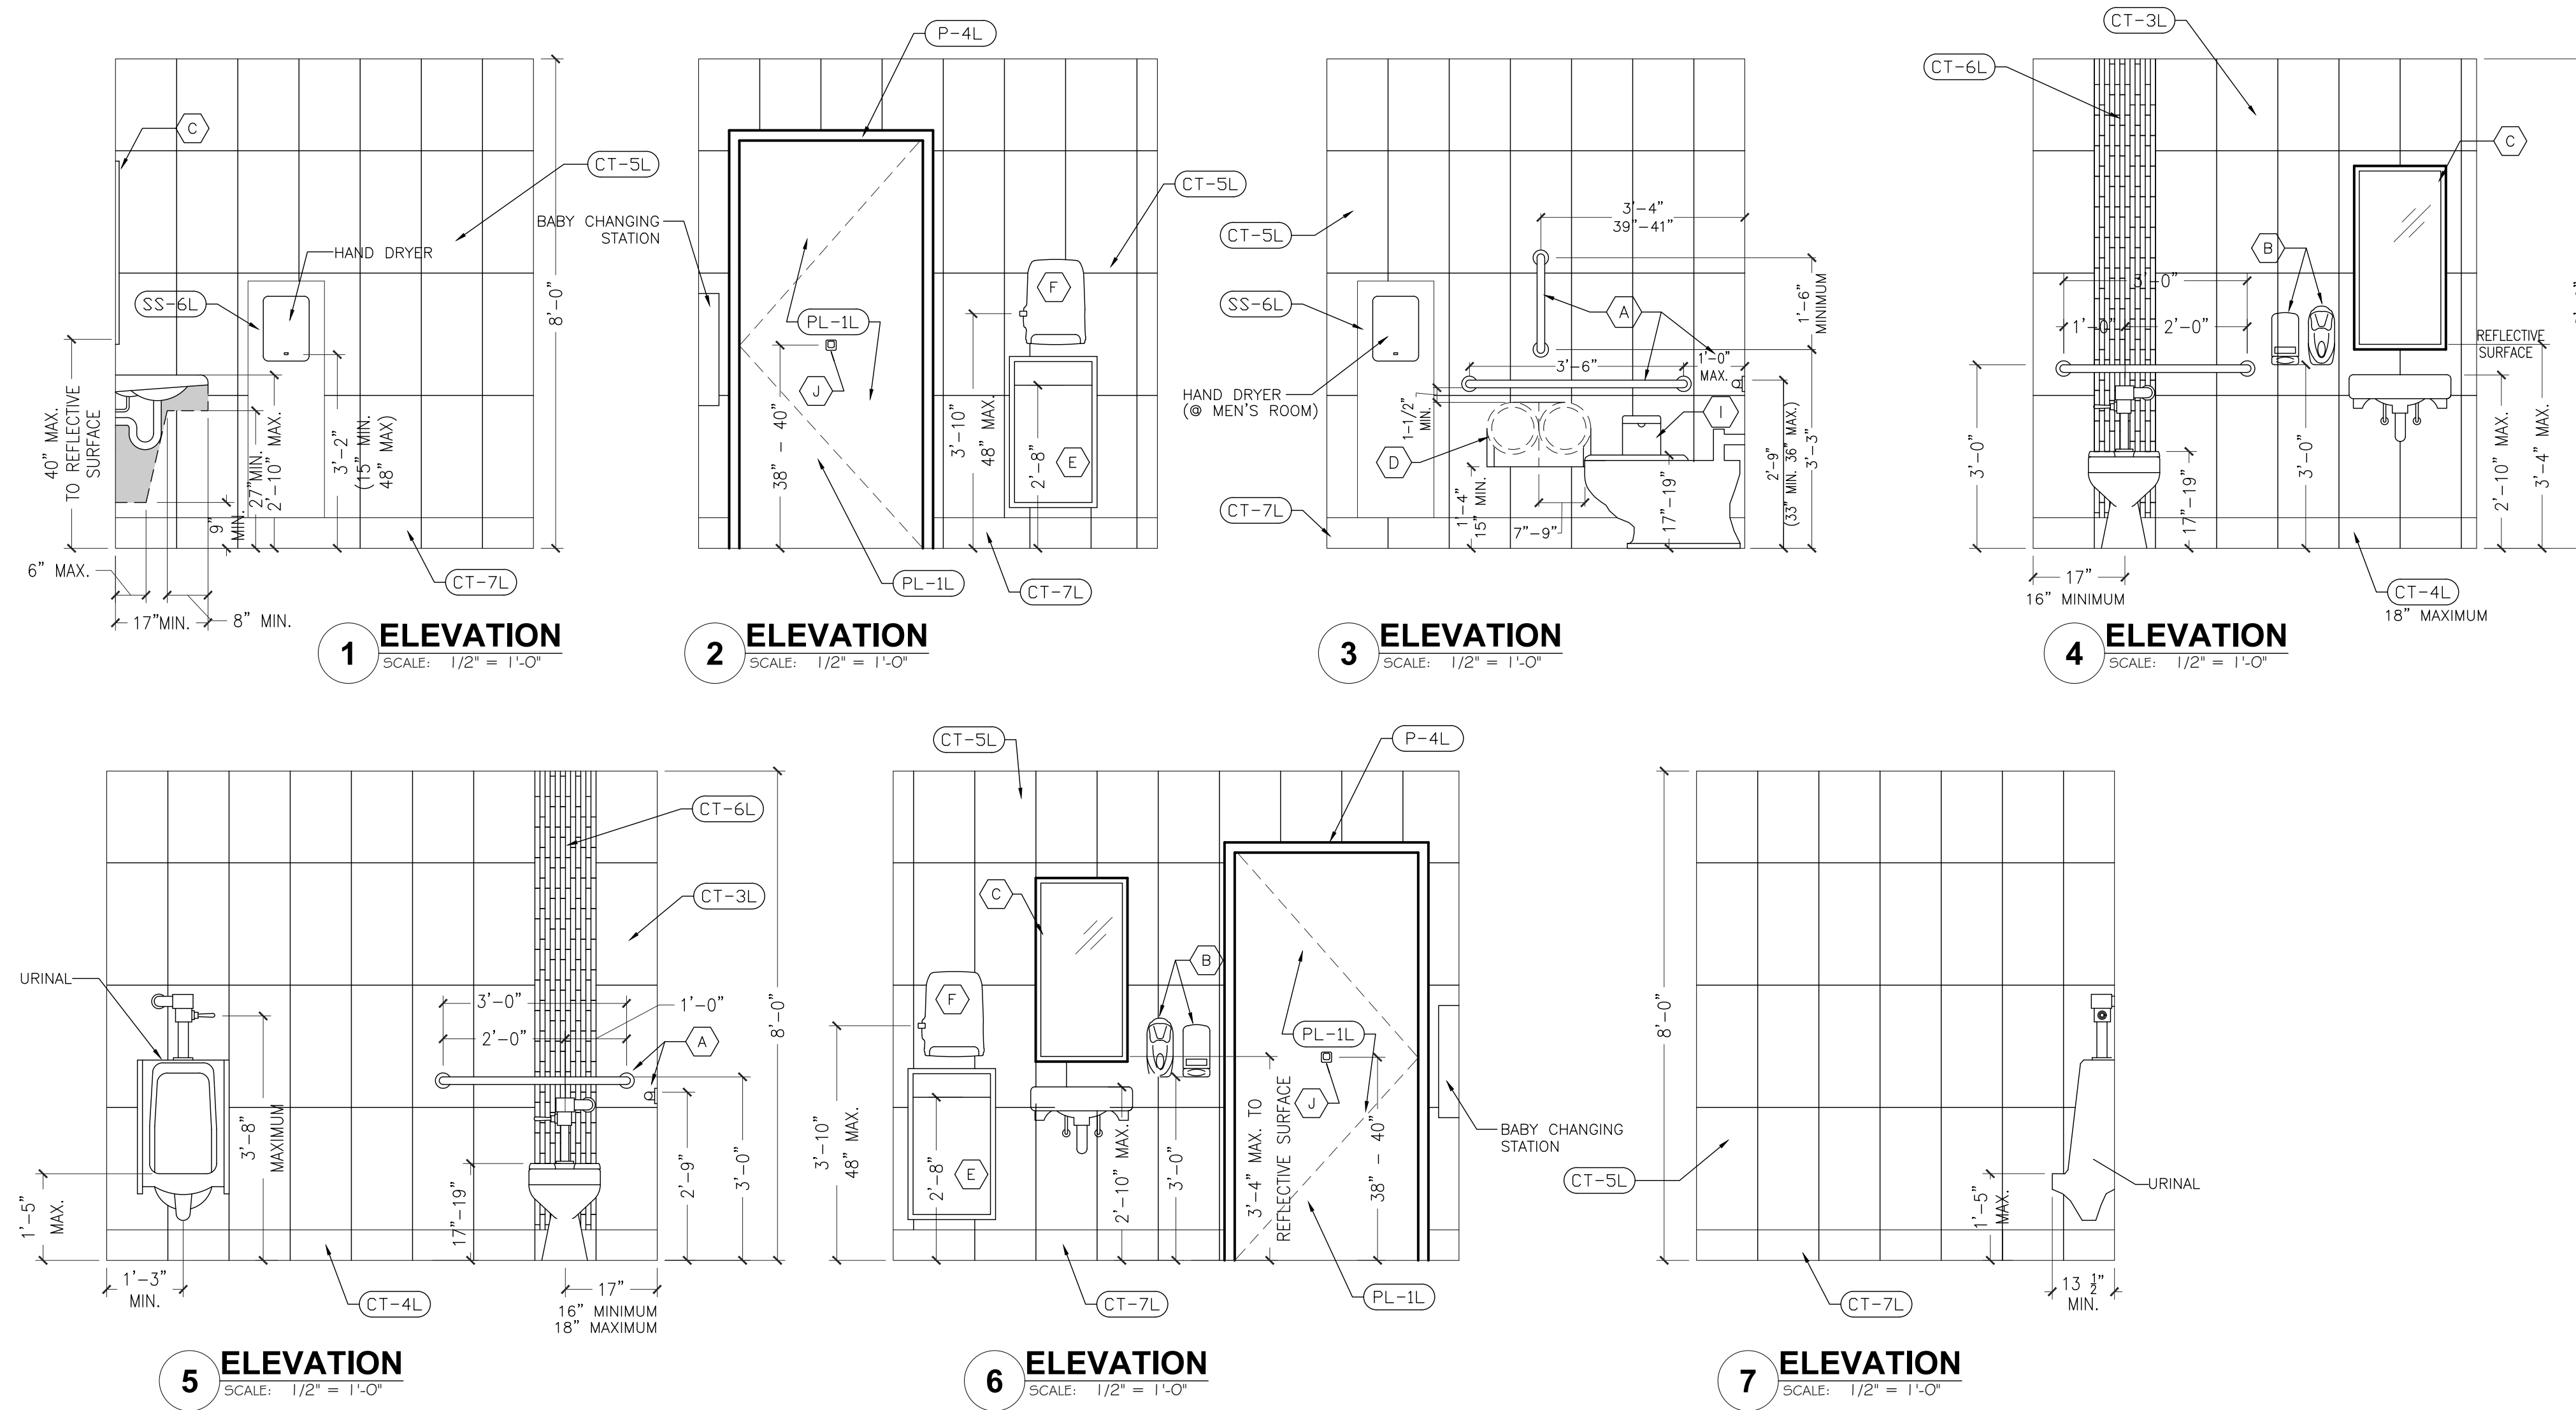 C
CT-5L
HAND DRYER
SS-6L
8'-0"
40" MAX.
TO REFLECTIVE
SURFACE
9"
MIN.
27"MIN.
2'-10" MAX.
3'-2"
(15" MIN.
48" MAX)
6" MAX.
17"MIN.
8" MIN.
CT-7L
1 ELEVATION
SCALE: 1/2" = 1'-0"
P-4L
CT-5L
BABY CHANGING
STATION
F
PL-1L
J
38" - 40"
3'-10"
48" MAX.
2'-8"
E
PL-1L
CT-7L
2 ELEVATION
SCALE: 1/2" = 1'-0"
3'-4"
39"-41"
CT-5L
SS-6L
A
1'-6"
MINIMUM
3'-6"
1'-0"
MAX.
HAND DRYER
(@ MEN'S ROOM)
1-1/2"
MIN.
I
D
1'-4"
15" MIN.
7"-9"
17"-19"
2'-9"
(33" MIN. 36" MAX.)
3'-3"
CT-7L
3 ELEVATION
SCALE: 1/2" = 1'-0"
CT-3L
CT-6L
C
B
3'-0"
1'-0"
2'-0"
REFLECTIVE
SURFACE
3'-0"
17"-19"
3'-0"
2'-10" MAX.
3'-4" MAX.
17"
16" MINIMUM
CT-4L
18" MAXIMUM
4 ELEVATION
SCALE: 1/2" = 1'-0"
CT-6L
CT-3L
URINAL
3'-0"
1'-0"
2'-0"
A
8'-0"
3'-8"
MAXIMUM
1'-5"
MAX.
17"-19"
2'-9"
3'-0"
1'-3"
MIN.
CT-4L
17"
16" MINIMUM
18" MAXIMUM
5 ELEVATION
SCALE: 1/2" = 1'-0"
CT-5L
P-4L
C
B
F
PL-1L
J
3'-10"
48" MAX.
2'-8"
E
2'-10" MAX.
3'-0"
3'-4" MAX. TO
REFLECTIVE SURFACE
38" - 40"
BABY CHANGING
STATION
CT-7L
PL-1L
6 ELEVATION
SCALE: 1/2" = 1'-0"
8'-0"
CT-5L
1'-5"
MAX.
URINAL
13 1/2"
MIN.
CT-7L
7 ELEVATION
SCALE: 1/2" = 1'-0"